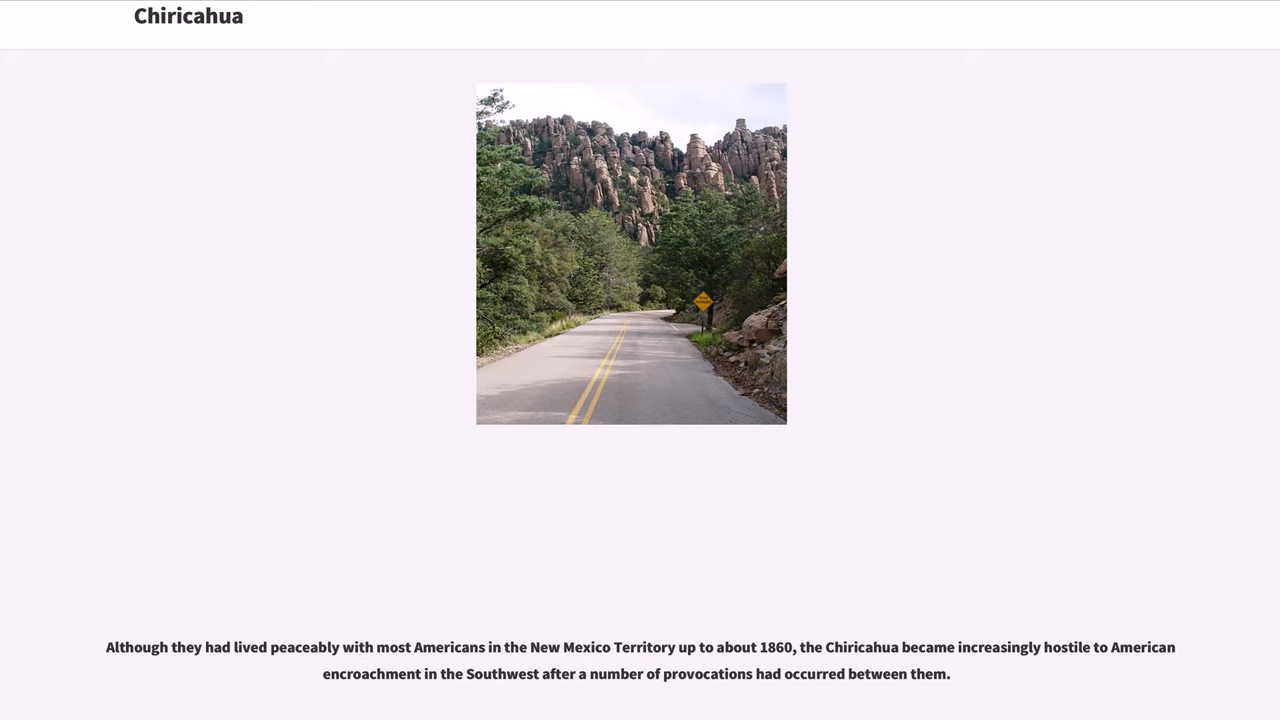 Chiricahua
Although they had lived peaceably with most Americans in the New Mexico Territory up to about 1860, the Chiricahua became increasingly hostile to American
encroachment in the Southwest after a number of provocations had occurred between them.